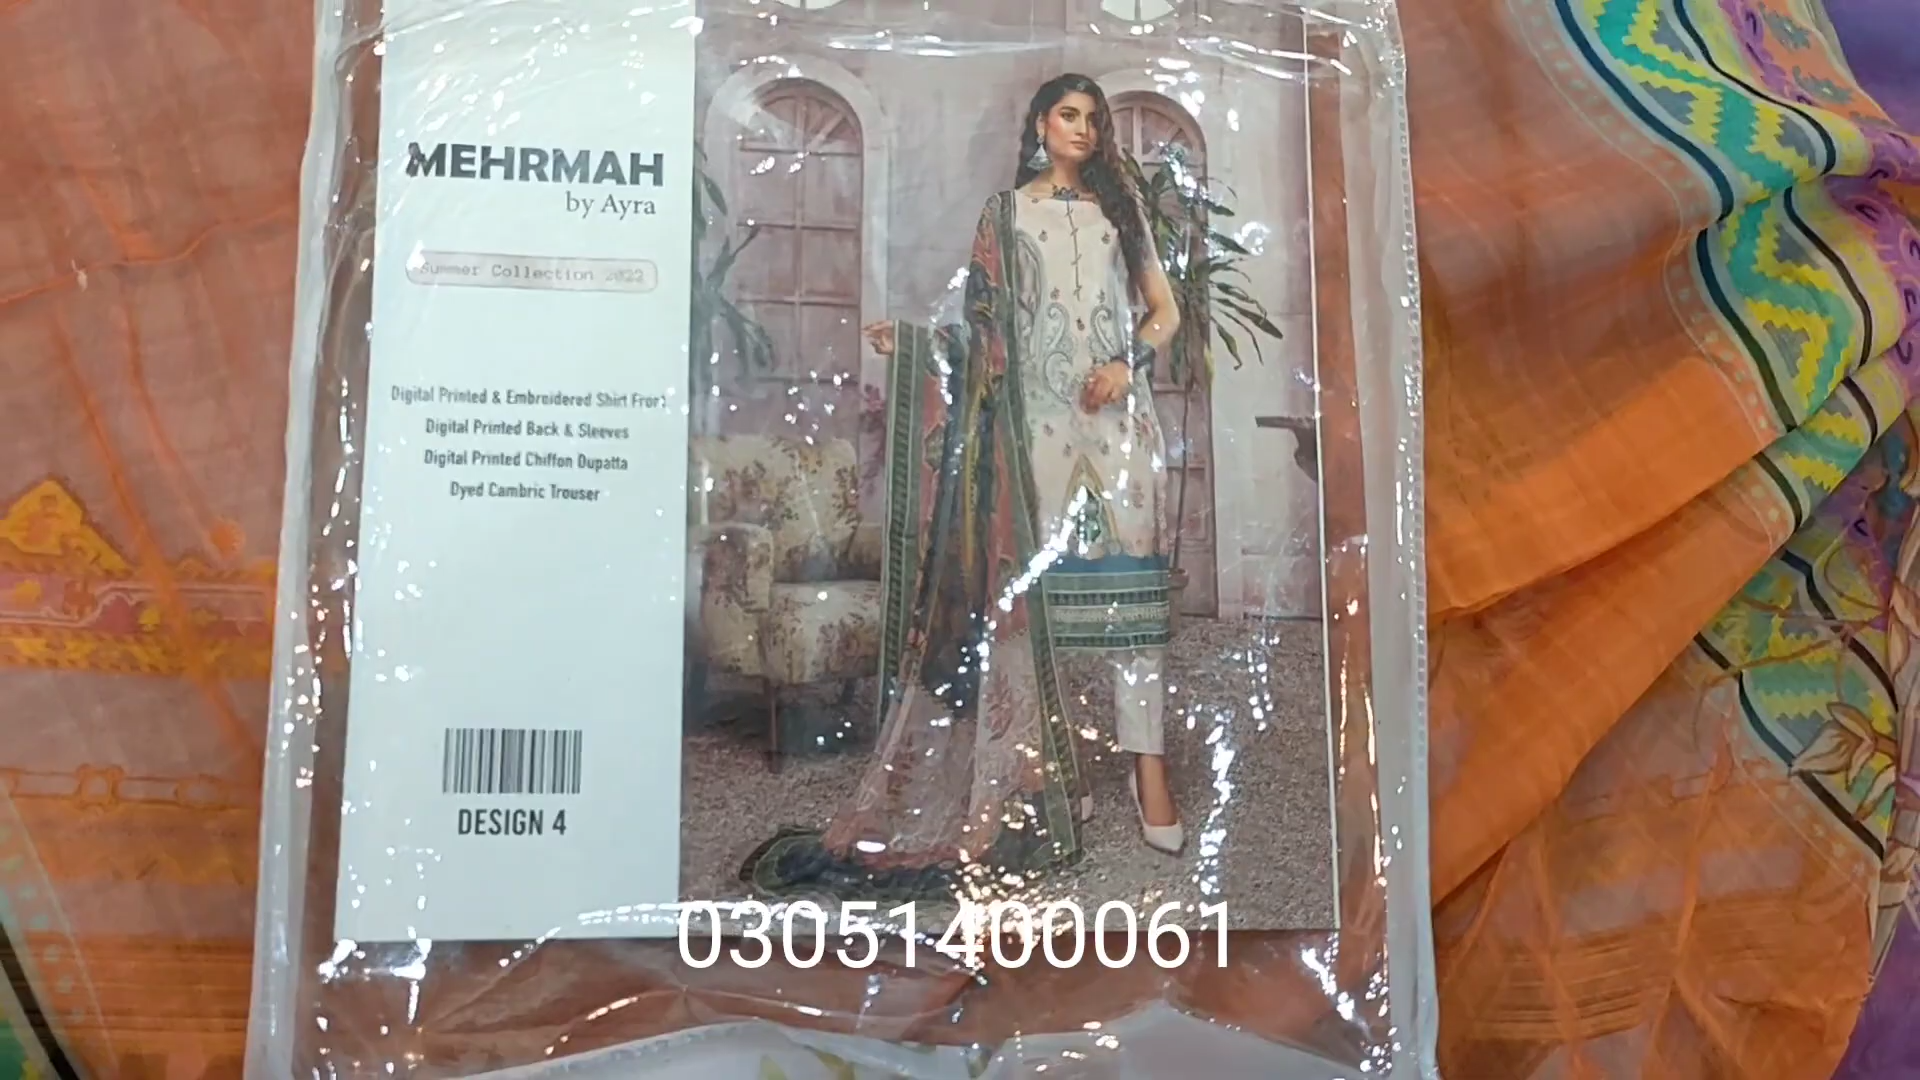 MEHRMAH
by Ayra
Summer Collection 2022
Digital Printed & Embroidered Shirt Front
Digital Printed Back & Sleeves
Digital Printed Chiffon Dupatta
Dyed Cambric Trouser
DESIGN 4
03051400061